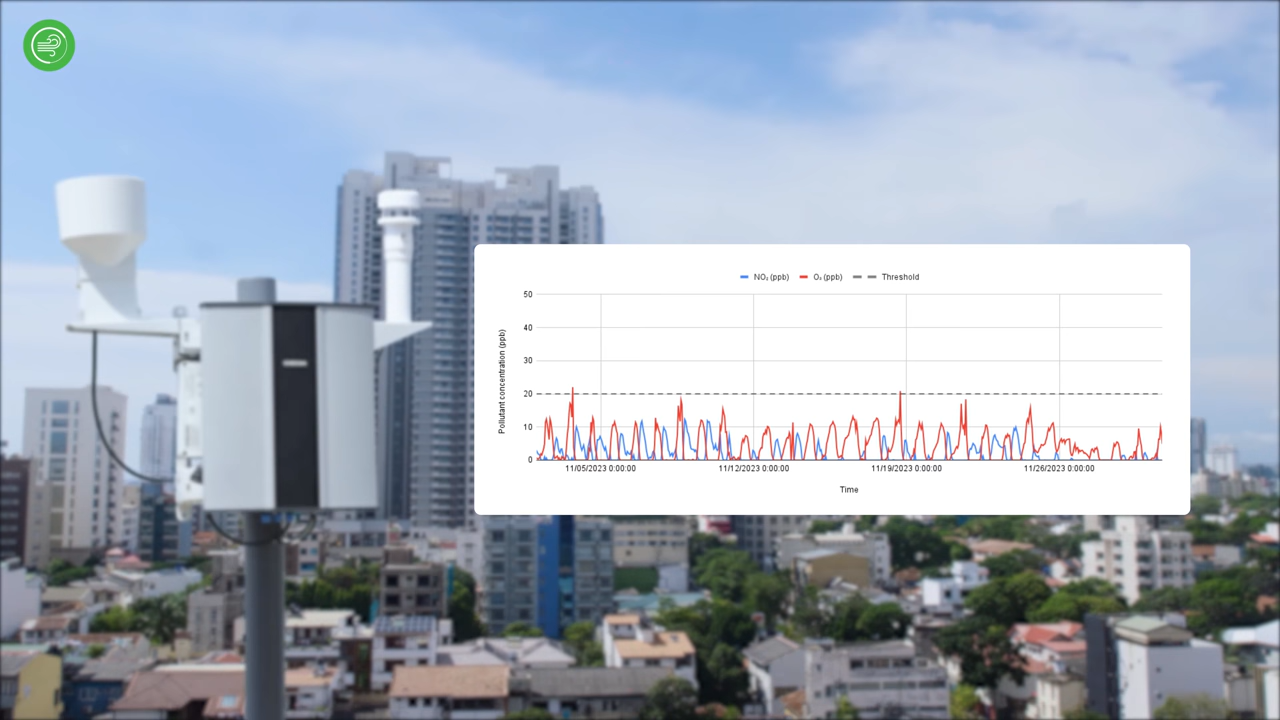 NO₂ (ppb) O₃ (ppb) Threshold
50
40
30
20
10
0
Pollutant concentration (ppb)
11/05/2023 0:00:00 11/12/2023 0:00:00 11/19/2023 0:00:00 11/26/2023 0:00:00
Time